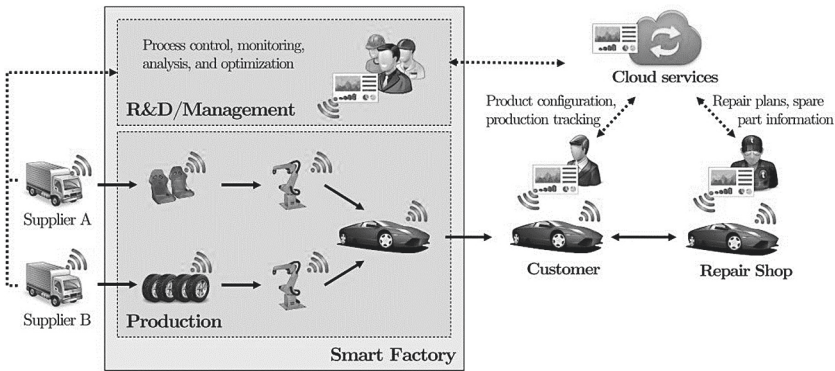 Process control, monitoring,
analysis, and optimization
R&D/Management
Cloud services
Product configuration,
production tracking
Repair plans, spare
part information
Supplier A
Customer
Repair Shop
Supplier B
Production
Smart Factory